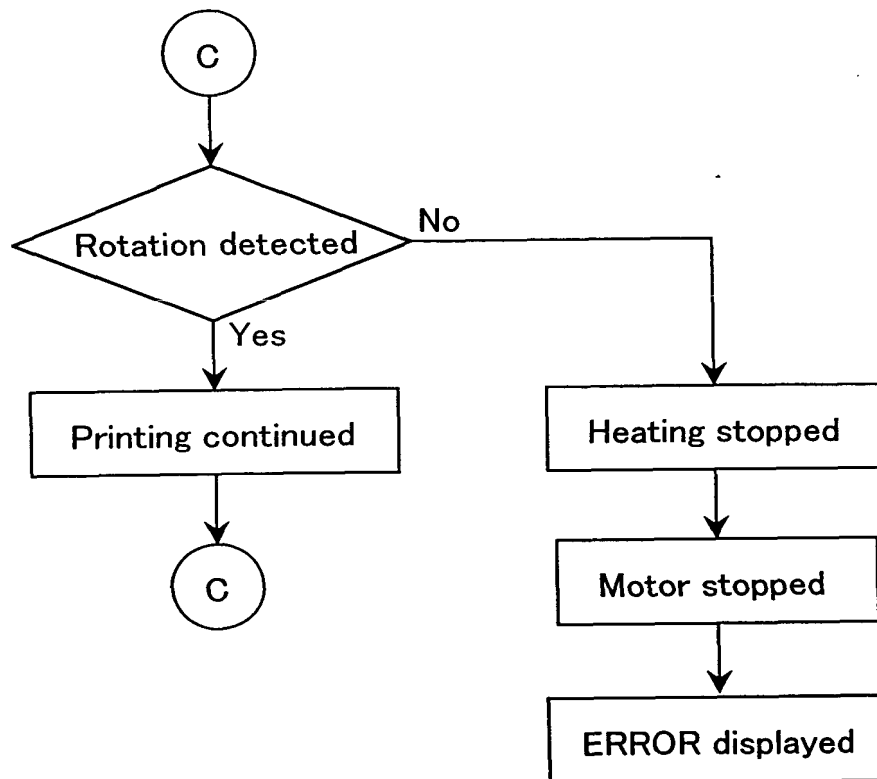 C
Rotation detected
No
Yes
Printing continued
Heating stopped
C
Motor stopped
ERROR displayed